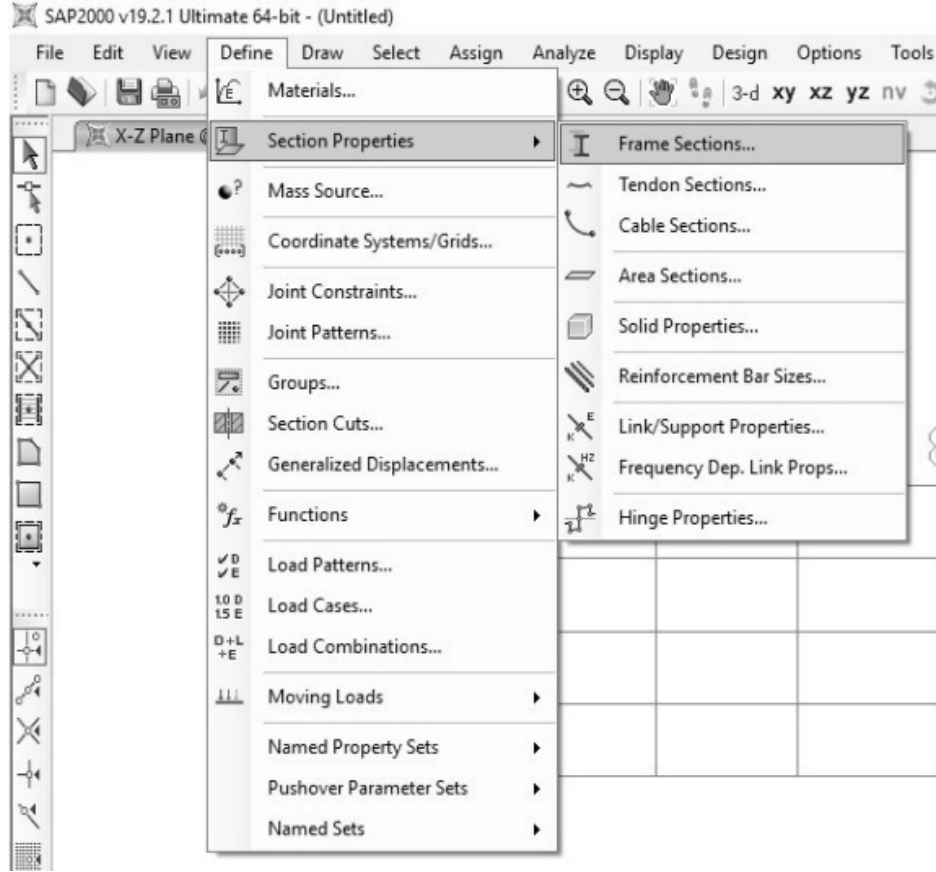 SAP2000 v19.2.1 Ultimate 64-bit - (Untitled)
File Edit View Define Draw Select Assign Analyze Display Design Options Tools
3-d xy xz yz nv
X-Z Plane @
Materials...
Section Properties
Mass Source...
Coordinate Systems/Grids...
Joint Constraints...
Joint Patterns...
Groups...
Section Cuts...
Generalized Displacements...
Functions
Load Patterns...
Load Cases...
Load Combinations...
Moving Loads
Named Property Sets
Pushover Parameter Sets
Named Sets
Frame Sections...
Tendon Sections...
Cable Sections...
Area Sections...
Solid Properties...
Reinforcement Bar Sizes...
Link/Support Properties...
Frequency Dep. Link Props...
Hinge Properties...